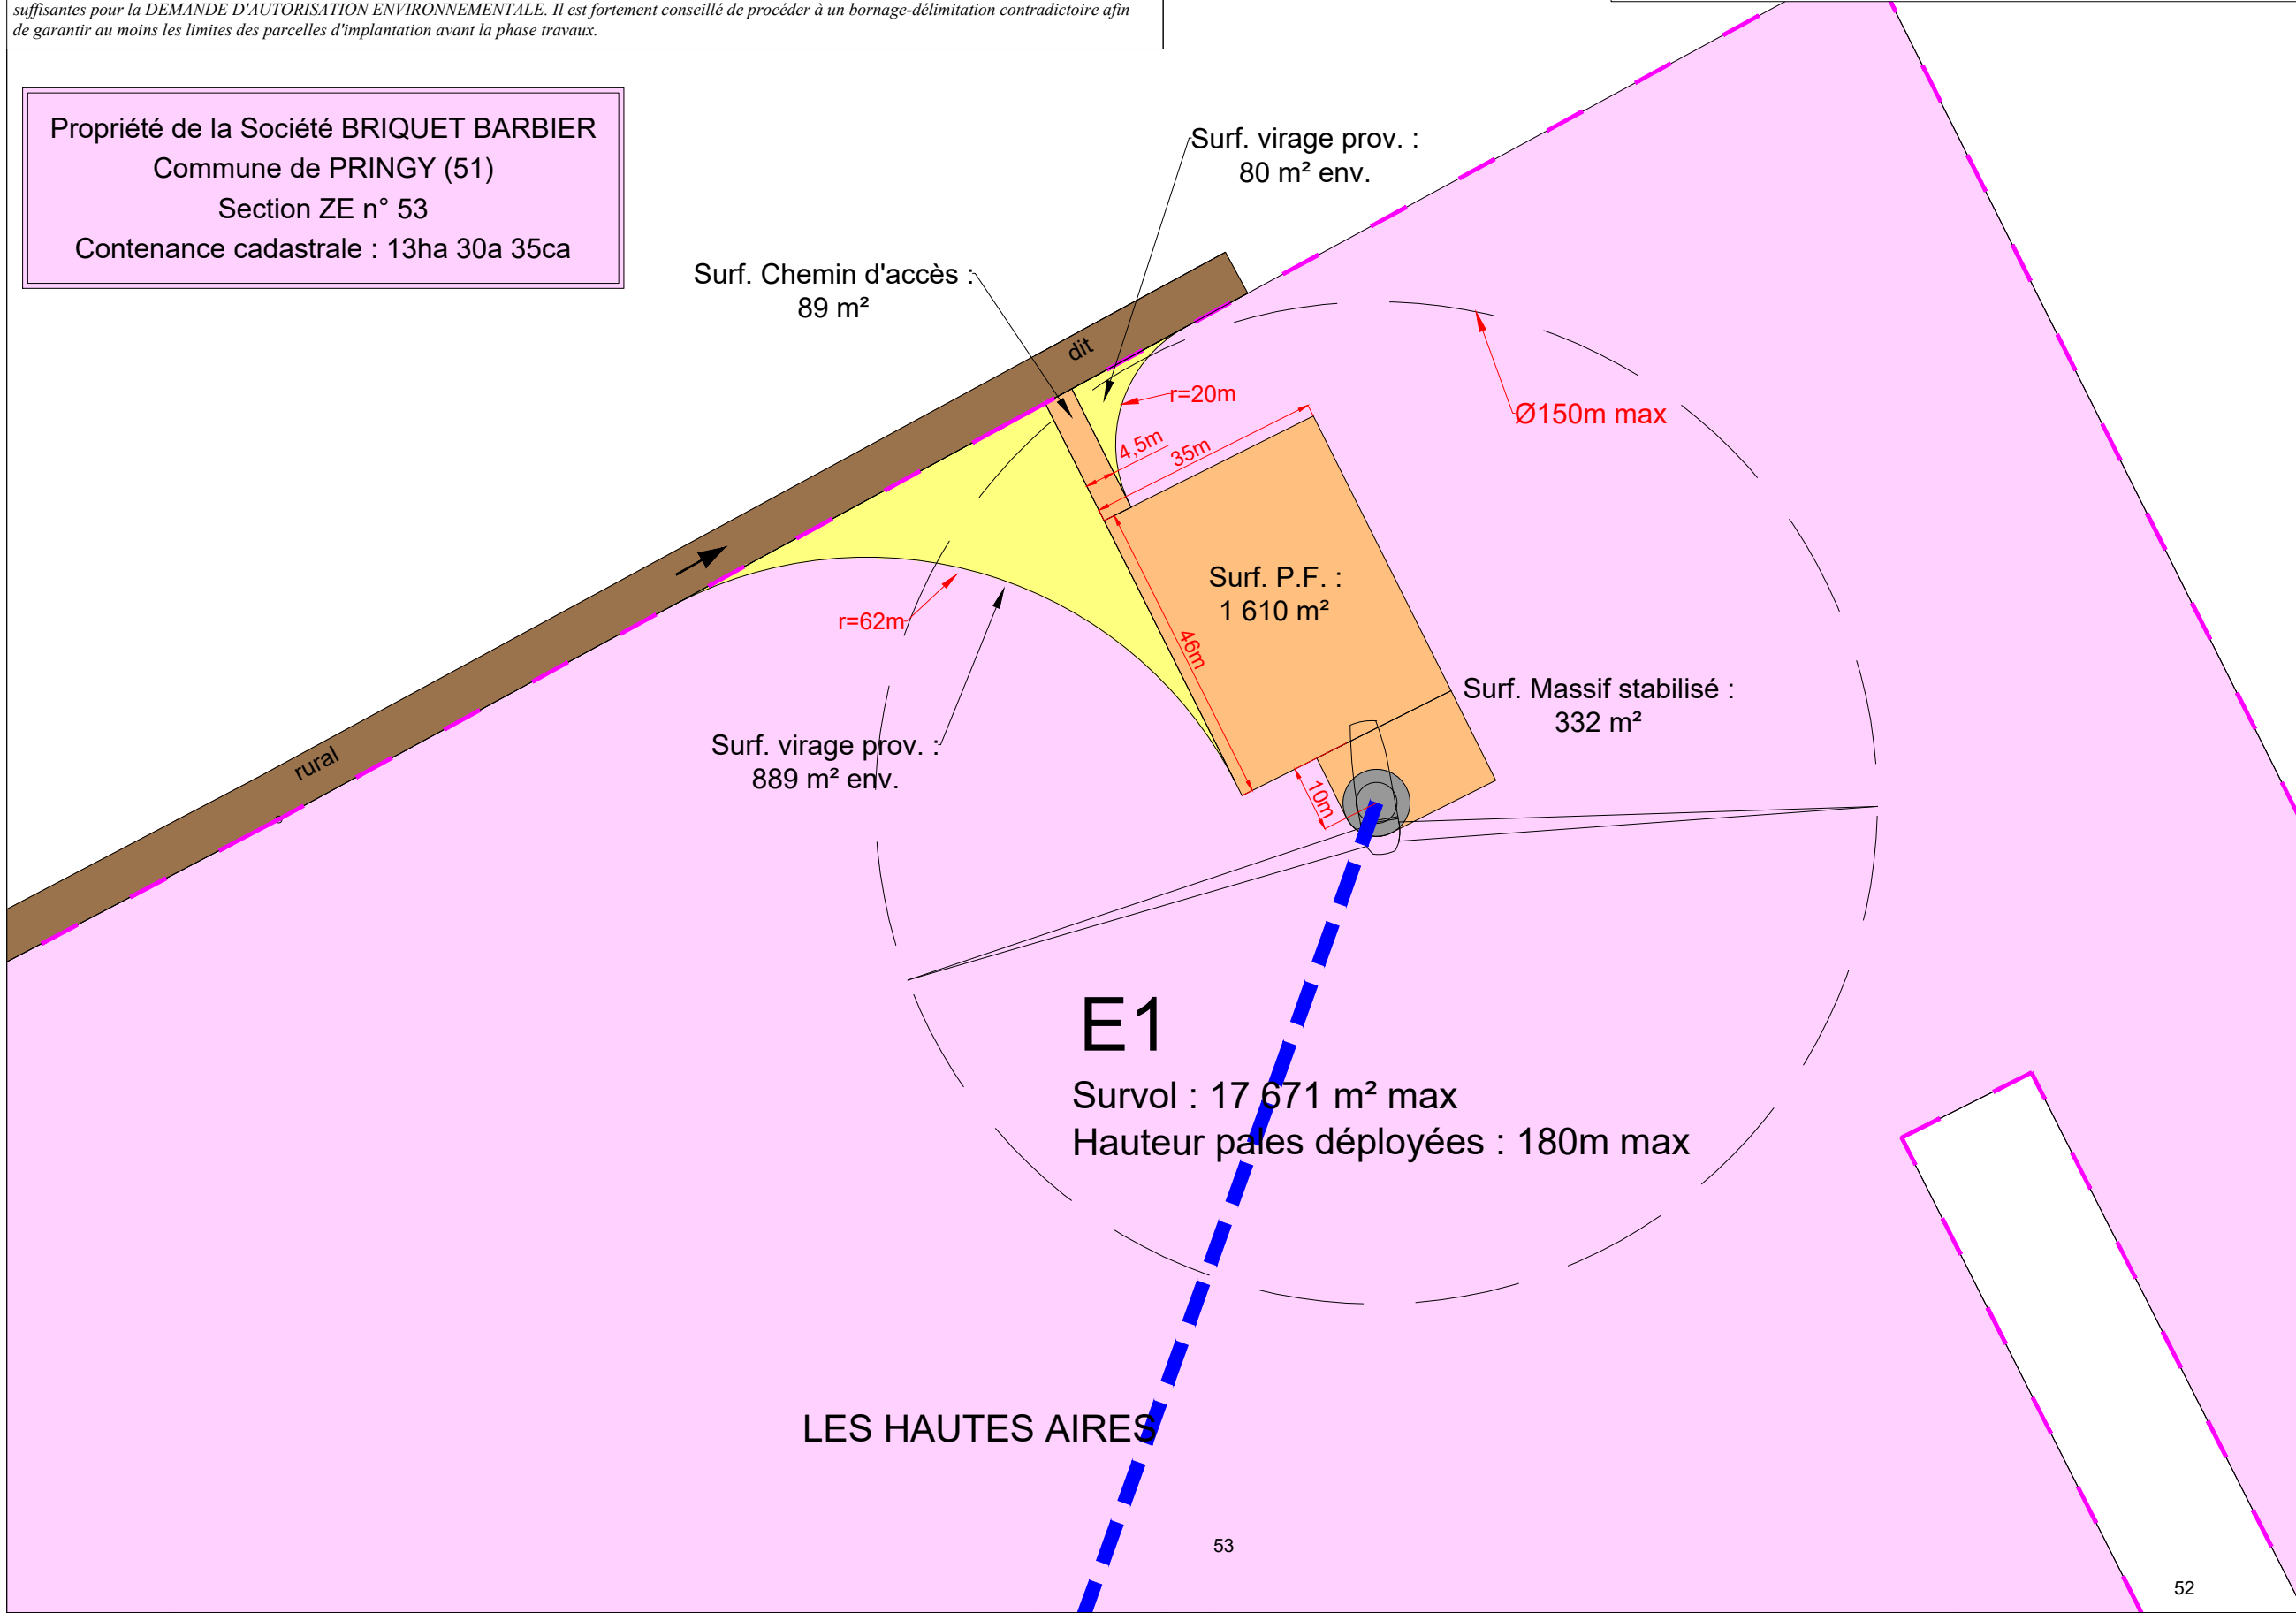 suffisantes pour la DEMANDE D'AUTORISATION ENVIRONNEMENTALE. Il est fortement conseillé de procéder à un bornage-délimitation contradictoire afin
de garantir au moins les limites des parcelles d'implantation avant la phase travaux.
Propriété de la Société BRIQUET BARBIER
Commune de PRINGY (51)
Section ZE n° 53
Contenance cadastrale : 13ha 30a 35ca
Surf. virage prov. :
80 m² env.
Surf. Chemin d'accès :
89 m²
dit
r=20m
Ø150m max
4,5m
35m
Surf. P.F. :
1 610 m²
r=62m
46m
Surf. Massif stabilisé :
332 m²
Surf. virage prov. :
889 m² env.
rural
10m
E1
Survol : 17 671 m² max
Hauteur pales déployées : 180m max
LES HAUTES AIRES
53
52